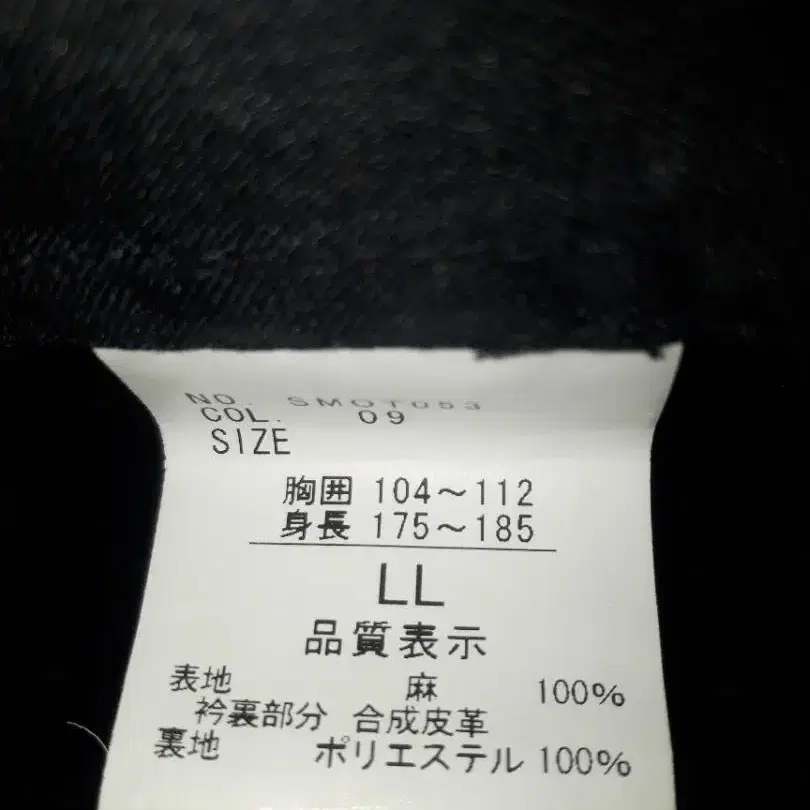 NO. SMOT053
COL. 09
SIZE
胸囲 104～112
身長 175～185
LL
品質表示
表地 麻 100%
衿裏部分 合成皮革
裏地 ポリエステル 100%